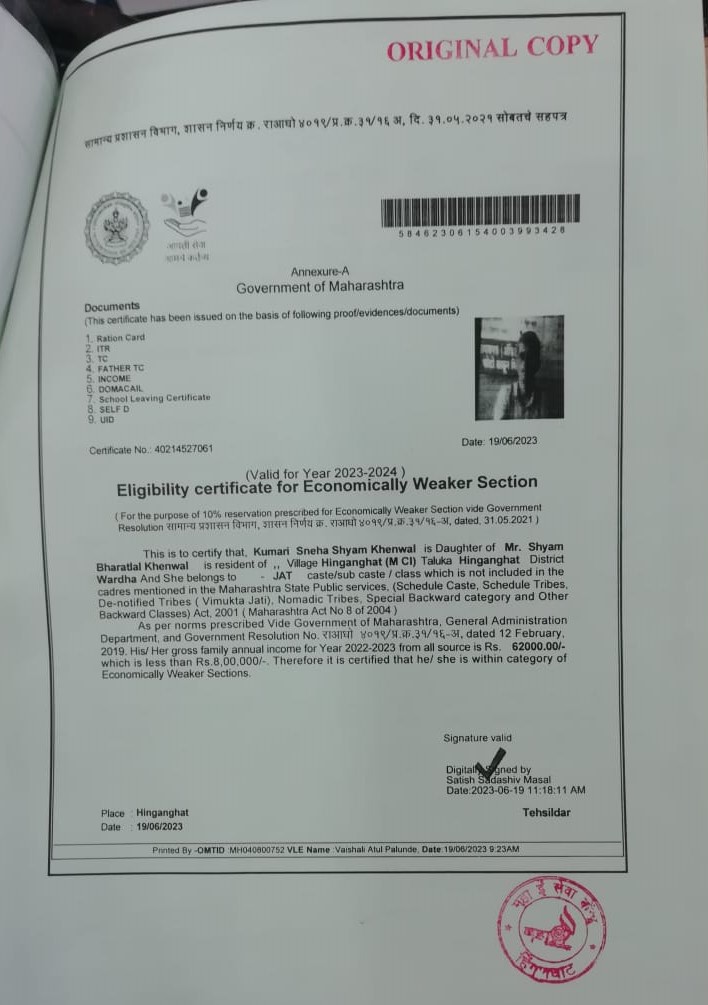 ORIGINAL COPY
सामान्य प्रशासन विभाग, शासन निर्णय क्र. राआधो ४०१९/प्र.क्र.३१/१६ अ, दि. ३१.०५.२०२१ सोबतचे सहपत्र
आपली सेवा
आमचे कर्तव्य
58462306154003993426
Annexure-A
Government of Maharashtra
Documents
(This certificate has been issued on the basis of following proof/evidences/documents)
1. Ration Card
2. ITR
3. TC
4. FATHER TC
5. INCOME
6. DOMACAIL
7. School Leaving Certificate
8. SELF D
9. UID
Certificate No.: 40214527061
Date: 19/06/2023
(Valid for Year 2023-2024 )
Eligibility certificate for Economically Weaker Section
( For the purpose of 10% reservation prescribed for Economically Weaker Section vide Government
Resolution सामान्य प्रशासन विभाग, शासन निर्णय क्र. राआधो ४०१९/प्र.क्र.३१/१६-अ, dated, 31.05.2021 )
This is to certify that, Kumari Sneha Shyam Khenwal is Daughter of Mr. Shyam
Bharatlal Khenwal is resident of ,, Village Hinganghat (M Cl) Taluka Hinganghat District
Wardha And She belongs to - JAT caste/sub caste / class which is not included in the
cadres mentioned in the Maharashtra State Public services, (Schedule Caste, Schedule Tribes,
De-notified Tribes ( Vimukta Jati), Nomadic Tribes, Special Backward category and Other
Backward Classes) Act, 2001 ( Maharashtra Act No 8 of 2004 )
As per norms prescribed Vide Government of Maharashtra, General Administration
Department, and Government Resolution No. राआधो ४०१९/प्र.क्र.३१/१६-अ, dated 12 February,
2019. His/ Her gross family annual income for Year 2022-2023 from all source is Rs. 62000.00/-
which is less than Rs.8,00,000/-. Therefore it is certified that he/ she is within category of
Economically Weaker Sections.
Signature valid
Digitally Signed by
Satish Sadashiv Masal
Date:2023-06-19 11:18:11 AM
Place : Hinganghat
Tehsildar
Date : 19/06/2023
Printed By -OMTID :MH040800752 VLE Name :Vaishali Atul Palunde, Date:19/06/2023 9:23AM
महा ई सेवा केंद्र
हिंगणघाट